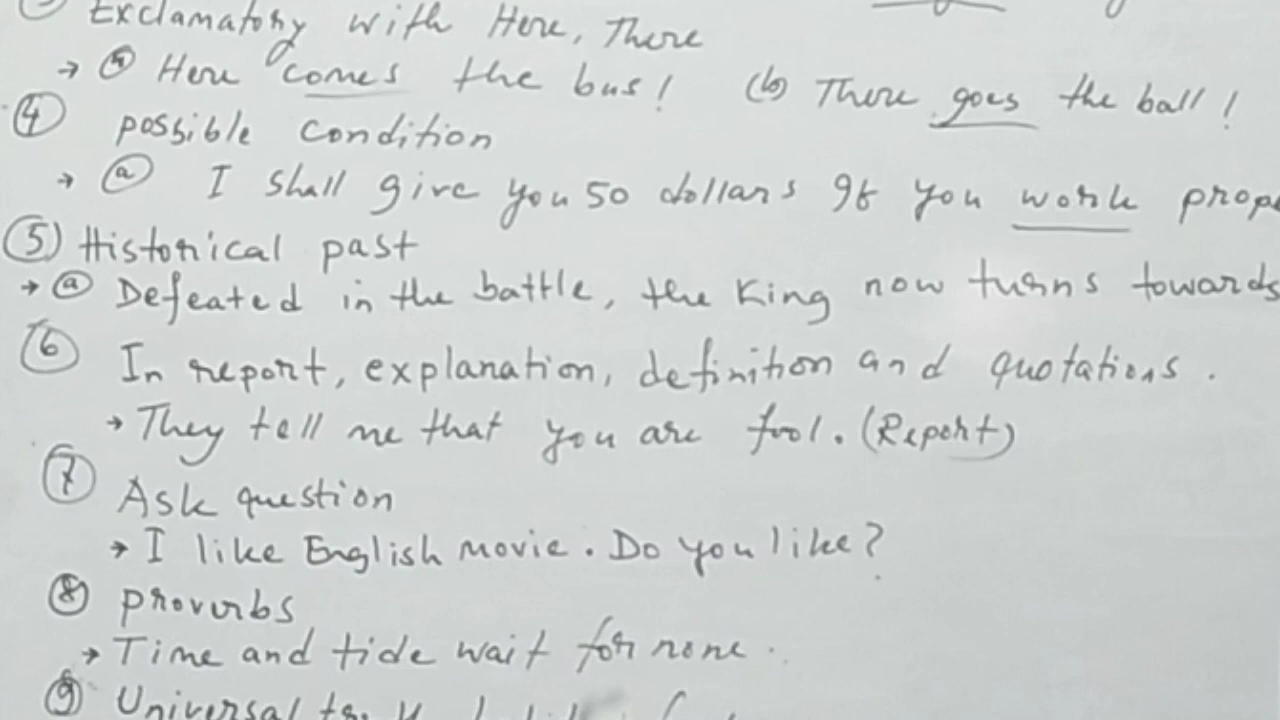 Exclamatory with Here, There
→ (a) Here comes the bus! (b) There goes the ball!
(4) possible condition
→ (a) I shall give you 50 dollars If you work
(5) Historical past
→ (a) Defeated in the battle, the King now turns towards
(6) In report, explanation, definition and quotations.
→ They tell me that you are fool. (Report)
(7) Ask question
→ I like English movie. Do you like?
(8) proverbs
→ Time and tide wait for none.
(9) Universal